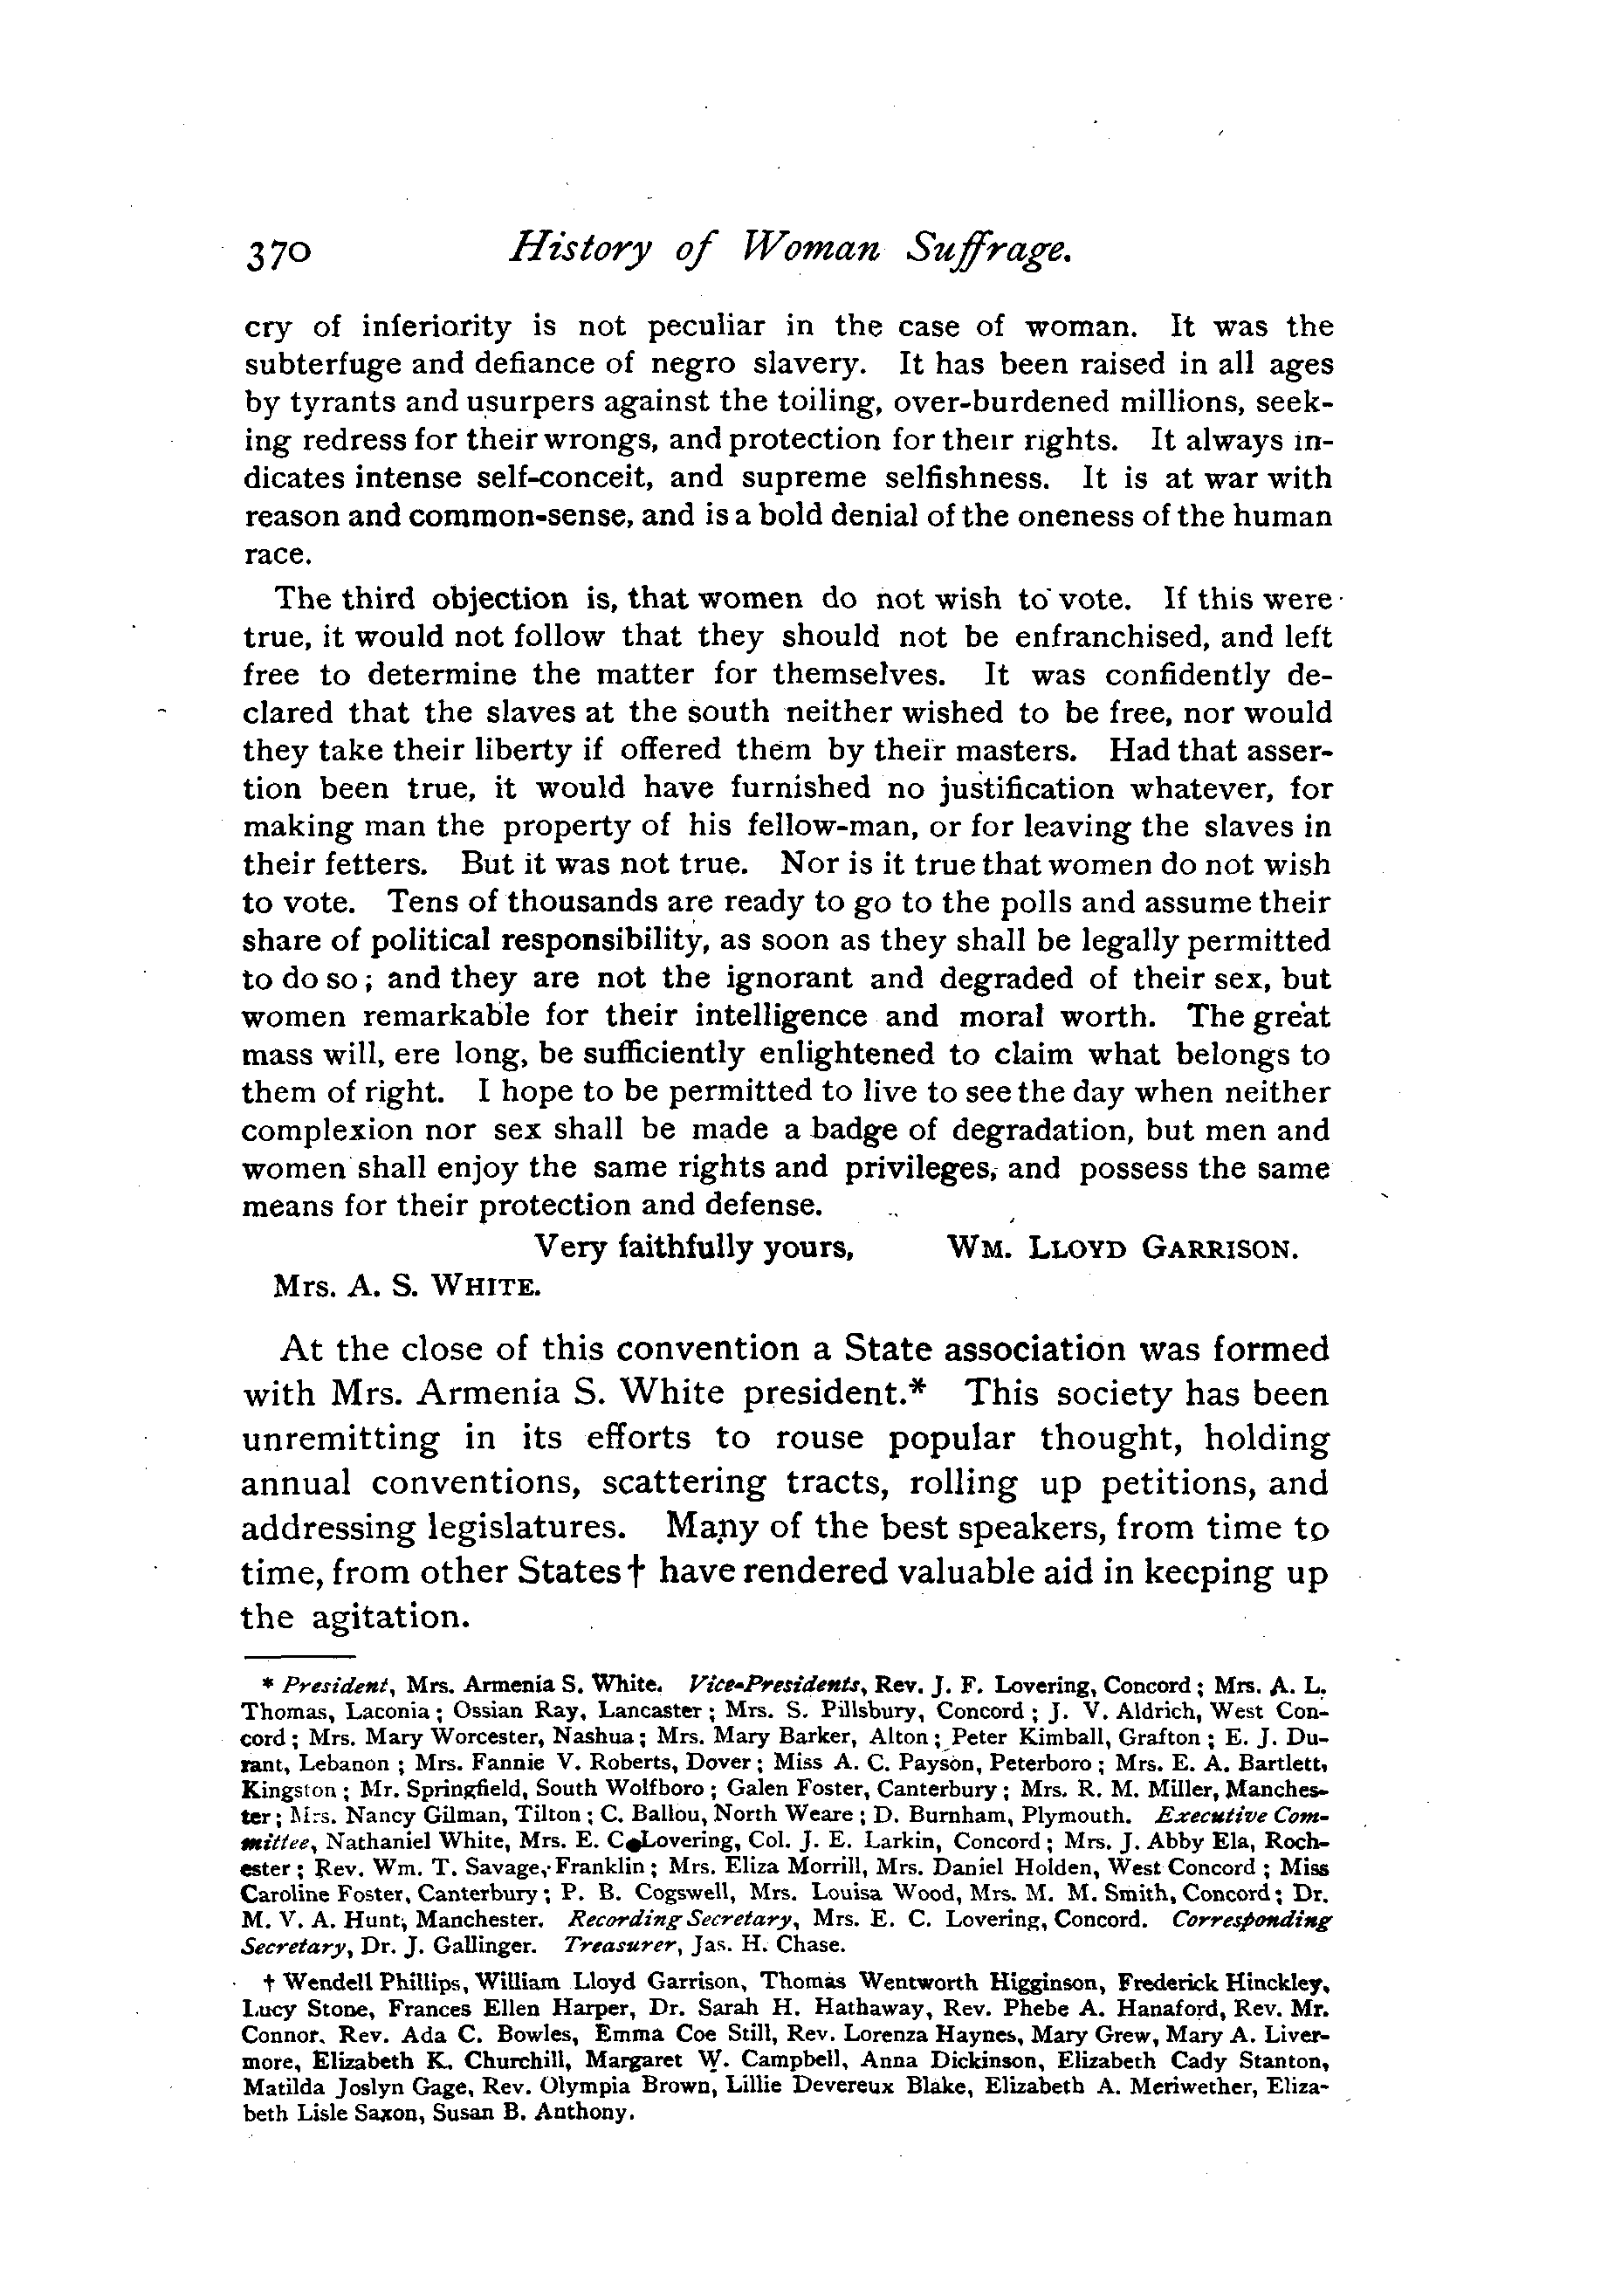 370 History of Woman Suffrage.
cry of inferiority is not peculiar in the case of woman. It was the
subterfuge and defiance of negro slavery. It has been raised in all ages
by tyrants and usurpers against the toiling, over-burdened millions, seek-
ing redress for their wrongs, and protection for their rights. It always in-
dicates intense self-conceit, and supreme selfishness. It is at war with
reason and common-sense, and is a bold denial of the oneness of the human
race.
The third objection is, that women do not wish to vote. If this were
true, it would not follow that they should not be enfranchised, and left
free to determine the matter for themselves. It was confidently de-
clared that the slaves at the south neither wished to be free, nor would
they take their liberty if offered them by their masters. Had that asser-
tion been true, it would have furnished no justification whatever, for
making man the property of his fellow-man, or for leaving the slaves in
their fetters. But it was not true. Nor is it true that women do not wish
to vote. Tens of thousands are ready to go to the polls and assume their
share of political responsibility, as soon as they shall be legally permitted
to do so; and they are not the ignorant and degraded of their sex, but
women remarkable for their intelligence and moral worth. The great
mass will, ere long, be sufficiently enlightened to claim what belongs to
them of right. I hope to be permitted to live to see the day when neither
complexion nor sex shall be made a badge of degradation, but men and
women shall enjoy the same rights and privileges, and possess the same
means for their protection and defense.
Very faithfully yours, WM. LLOYD GARRISON.
Mrs. A. S. WHITE.
At the close of this convention a State association was formed
with Mrs. Armenia S. White president.* This society has been
unremitting in its efforts to rouse popular thought, holding
annual conventions, scattering tracts, rolling up petitions, and
addressing legislatures. Many of the best speakers, from time to
time, from other States† have rendered valuable aid in keeping up
the agitation.
* President, Mrs. Armenia S. White. Vice-Presidents, Rev. J. F. Lovering, Concord; Mrs. A. L.
Thomas, Laconia; Ossian Ray, Lancaster; Mrs. S. Pillsbury, Concord; J. V. Aldrich, West Con-
cord; Mrs. Mary Worcester, Nashua; Mrs. Mary Barker, Alton; Peter Kimball, Grafton; E. J. Du-
rant, Lebanon; Mrs. Fannie V. Roberts, Dover; Miss A. C. Payson, Peterboro; Mrs. E. A. Bartlett,
Kingston; Mr. Springfield, South Wolfboro; Galen Foster, Canterbury; Mrs. R. M. Miller, Manches-
ter; Mrs. Nancy Gilman, Tilton; C. Ballou, North Weare; D. Burnham, Plymouth. Executive Com-
mittee, Nathaniel White, Mrs. E. C. Lovering, Col. J. E. Larkin, Concord; Mrs. J. Abby Ela, Roch-
ester; Rev. Wm. T. Savage, Franklin; Mrs. Eliza Morrill, Mrs. Daniel Holden, West Concord; Miss
Caroline Foster, Canterbury; P. B. Cogswell, Mrs. Louisa Wood, Mrs. M. M. Smith, Concord; Dr.
M. V. A. Hunt, Manchester. Recording Secretary, Mrs. E. C. Lovering, Concord. Corresponding
Secretary, Dr. J. Gallinger. Treasurer, Jas. H. Chase.
† Wendell Phillips, William Lloyd Garrison, Thomas Wentworth Higginson, Frederick Hinckley,
Lucy Stone, Frances Ellen Harper, Dr. Sarah H. Hathaway, Rev. Phebe A. Hanaford, Rev. Mr.
Connor, Rev. Ada C. Bowles, Emma Coe Still, Rev. Lorenza Haynes, Mary Grew, Mary A. Liver-
more, Elizabeth K. Churchill, Margaret W. Campbell, Anna Dickinson, Elizabeth Cady Stanton,
Matilda Joslyn Gage, Rev. Olympia Brown, Lillie Devereux Blake, Elizabeth A. Meriwether, Eliza-
beth Lisle Saxon, Susan B. Anthony.